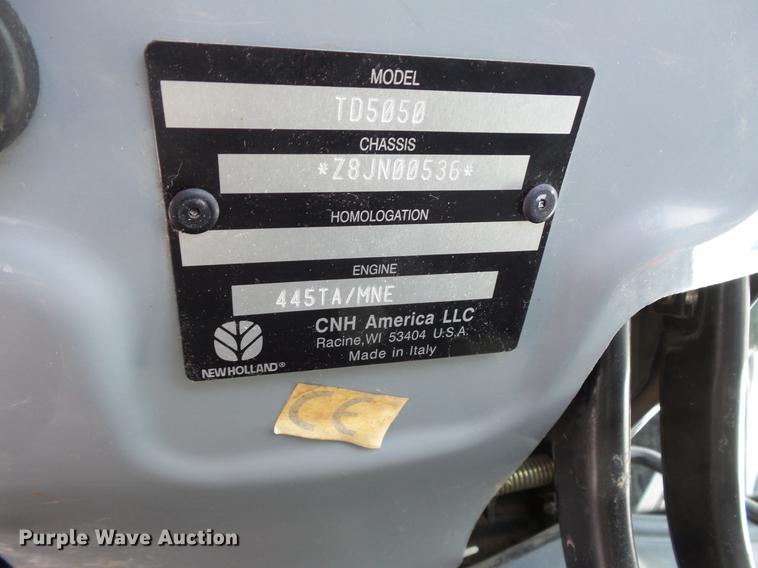 MODEL
TD5050
CHASSIS
*Z8JN00536*
HOMOLOGATION
ENGINE
445TA/MNE
CNH America LLC
Racine,WI 53404 U.S.A.
Made in Italy
NEW HOLLAND®
CE
Purple Wave Auction®